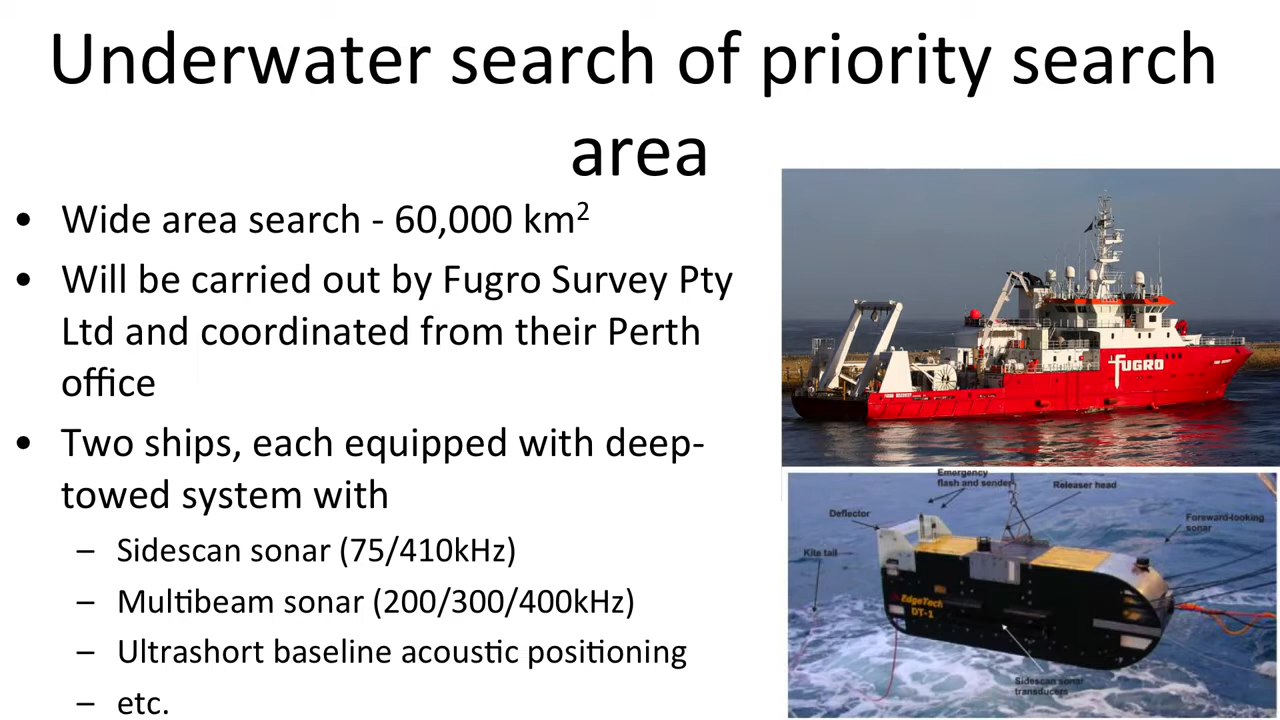 Underwater search of priority search
area
• Wide area search - 60,000 km²
• Will be carried out by Fugro Survey Pty
Ltd and coordinated from their Perth
office
• Two ships, each equipped with deep-
towed system with
– Sidescan sonar (75/410kHz)
– Multibeam sonar (200/300/400kHz)
– Ultrashort baseline acoustic positioning
– etc.
FUGRO
FUGRO DISCOVERY
Emergency
flash and sender
Releaser head
Deflector
Foreward-looking
sonar
Kite tail
EdgeTech
DT-1
Sidescan sonar
transducers